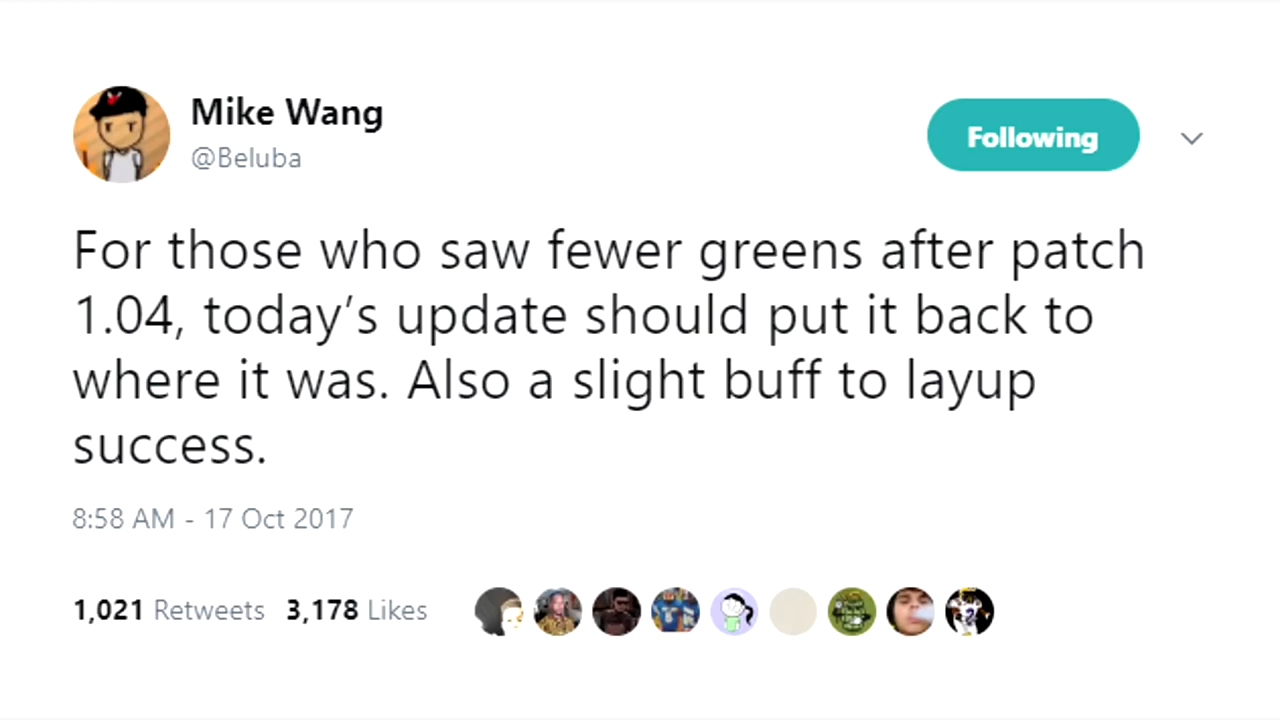 Mike Wang
@Beluba
Following
For those who saw fewer greens after patch
1.04, today’s update should put it back to
where it was. Also a slight buff to layup
success.
8:58 AM - 17 Oct 2017
1,021 Retweets 3,178 Likes